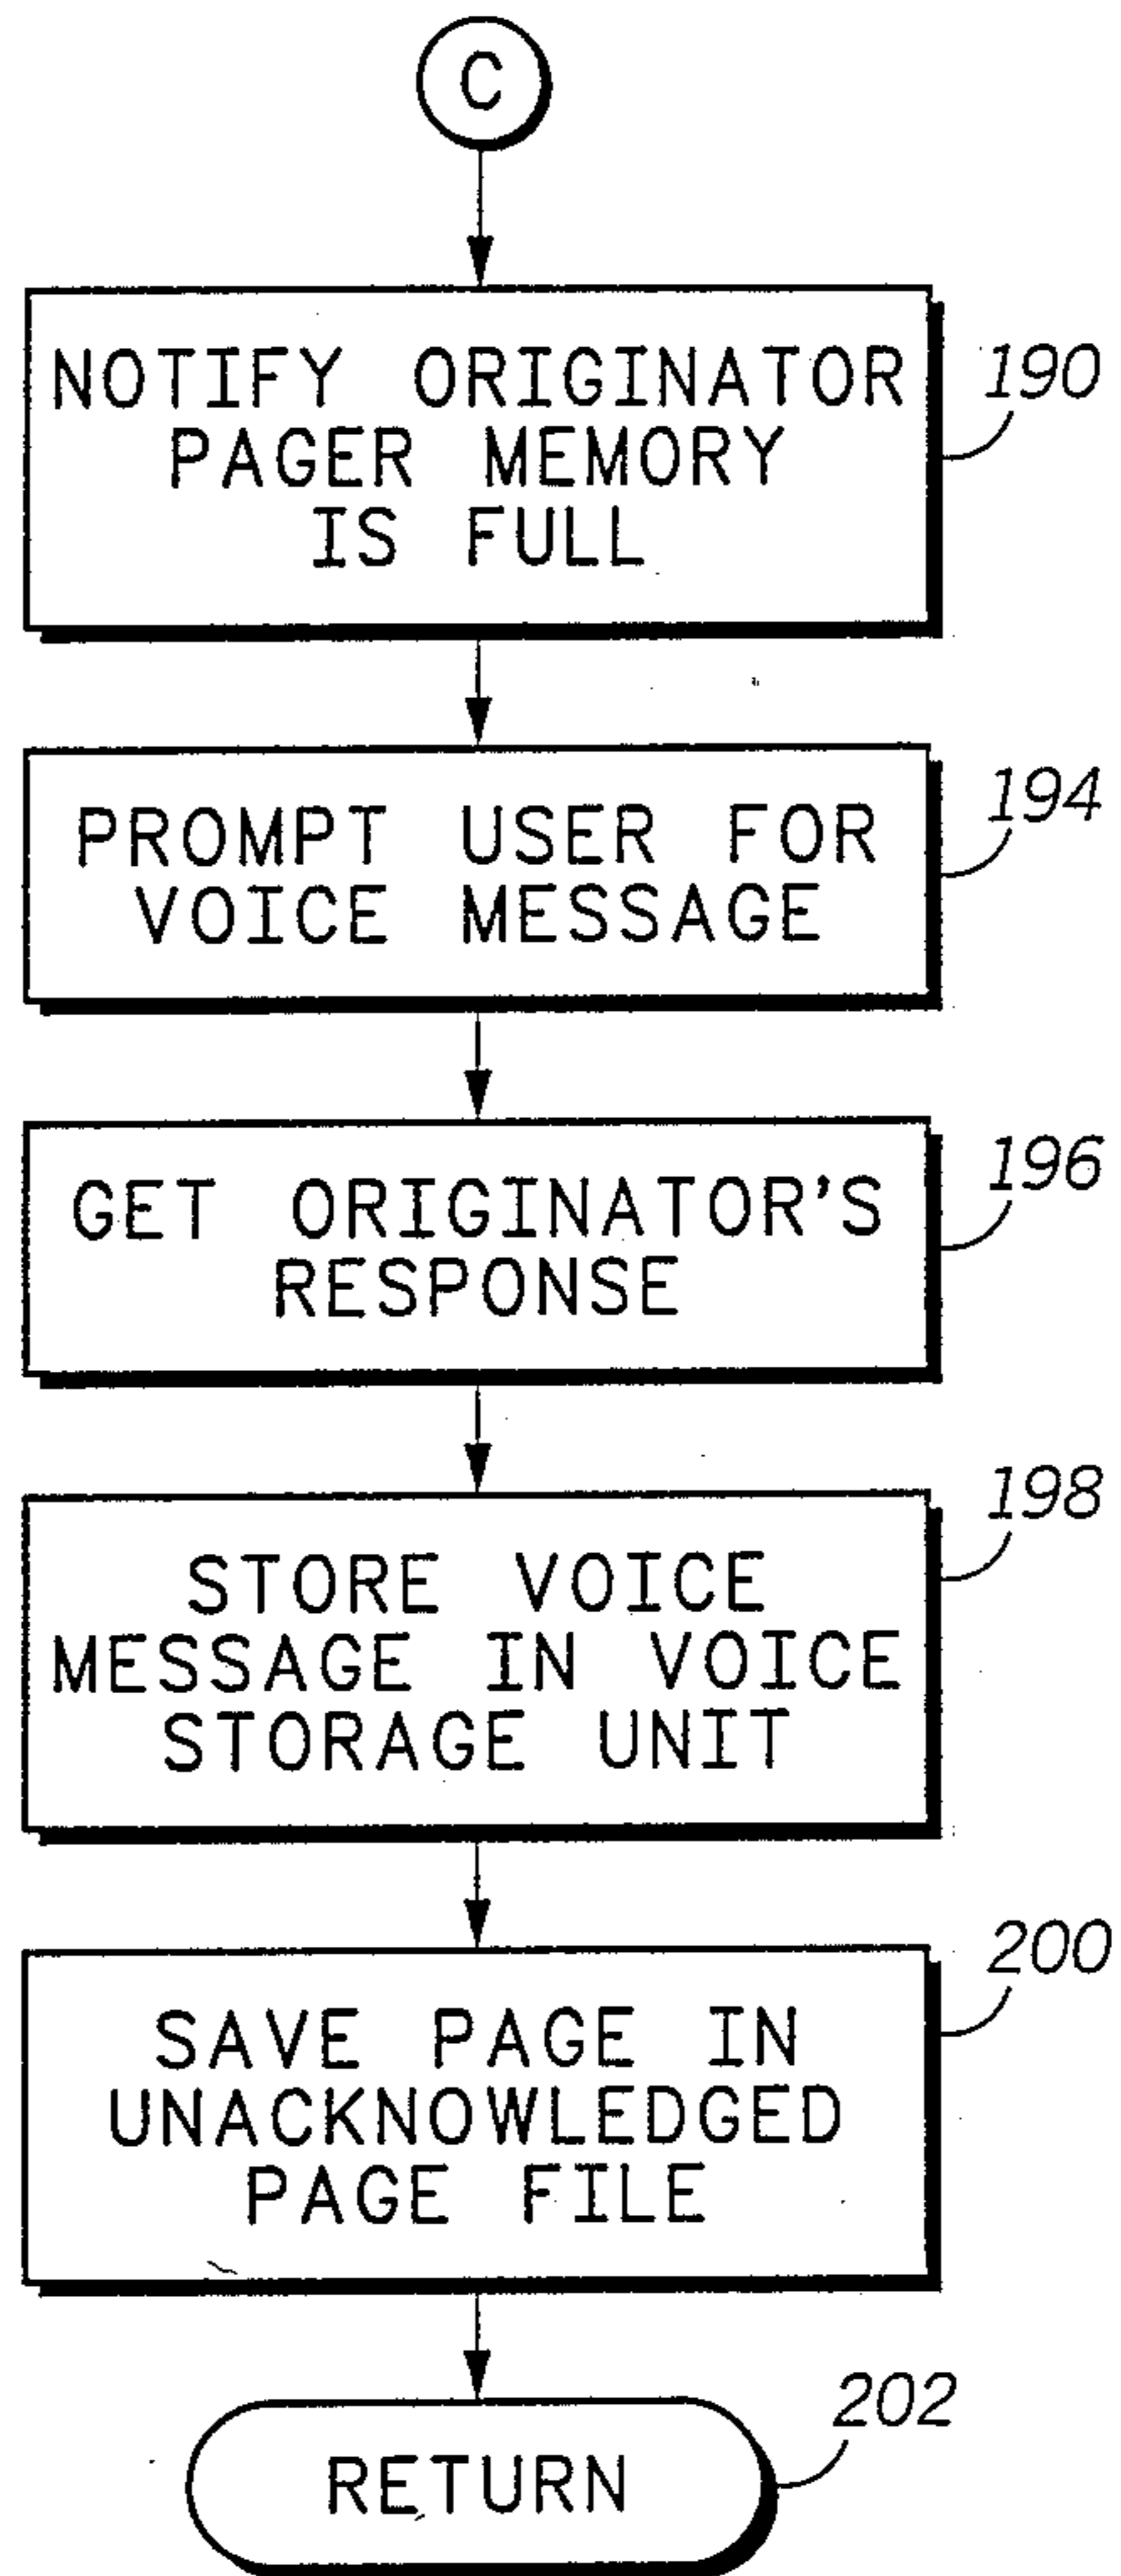 C
NOTIFY ORIGINATOR
PAGER MEMORY
IS FULL
190
PROMPT USER FOR
VOICE MESSAGE
194
GET ORIGINATOR'S
RESPONSE
196
STORE VOICE
MESSAGE IN VOICE
STORAGE UNIT
198
SAVE PAGE IN
UNACKNOWLEDGED
PAGE FILE
200
RETURN
202